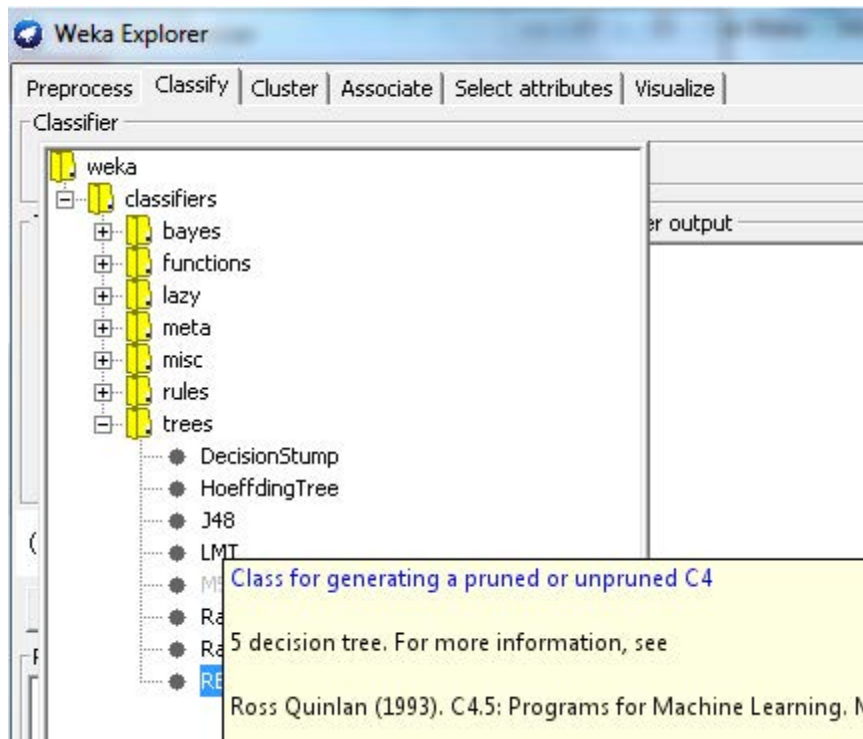 Weka Explorer
Preprocess Classify Cluster Associate Select attributes Visualize
Classifier
weka
classifiers
er output
bayes
functions
lazy
meta
misc
rules
trees
DecisionStump
HoeffdingTree
J48
LMT
Class for generating a pruned or unpruned C4
5 decision tree. For more information, see
Ross Quinlan (1993). C4.5: Programs for Machine Learning.